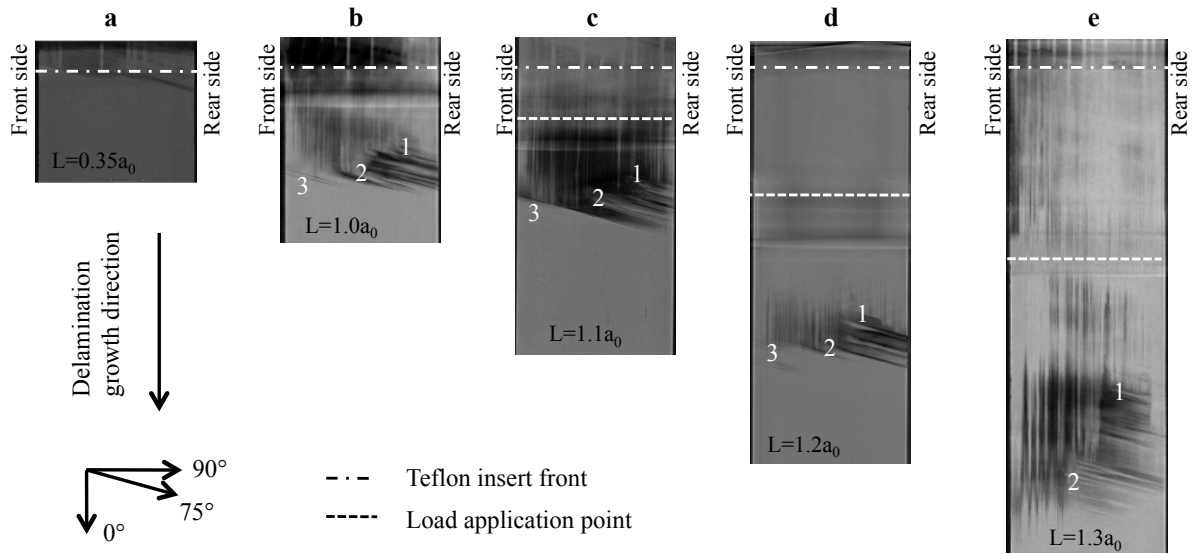 a
b
c
d
e
Front side
Rear side
L=0.35a₀
Front side
Rear side
1
2
3
L=1.0a₀
Front side
Rear side
1
2
3
L=1.1a₀
Front side
Rear side
1
2
3
L=1.2a₀
Front side
Rear side
1
2
L=1.3a₀
Delamination
growth direction
90°
75°
0°
Teflon insert front
Load application point